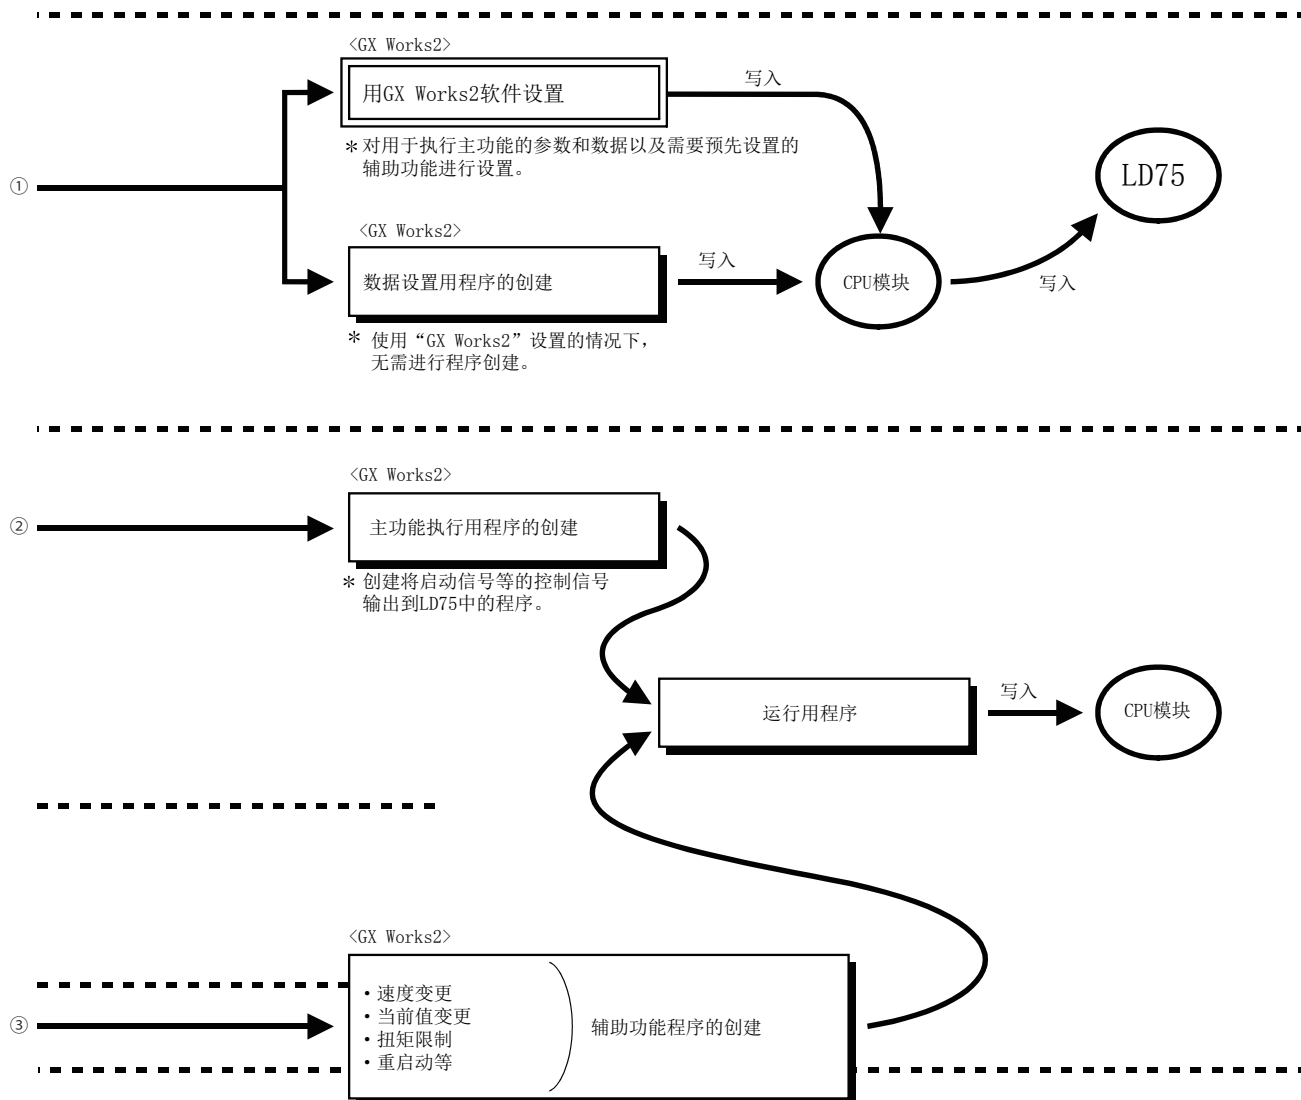 <GX Works2>
用GX Works2软件设置
写入
＊对用于执行主功能的参数和数据以及需要预先设置的
辅助功能进行设置。
LD75
①
<GX Works2>
数据设置用程序的创建
写入
CPU模块
写入
＊ 使用“GX Works2”设置的情况下，
无需进行程序创建。
<GX Works2>
②
主功能执行用程序的创建
＊ 创建将启动信号等的控制信号
输出到LD75中的程序。
运行用程序
写入
CPU模块
<GX Works2>
③
・速度变更
・当前值变更
・扭矩限制
・重启动等
辅助功能程序的创建